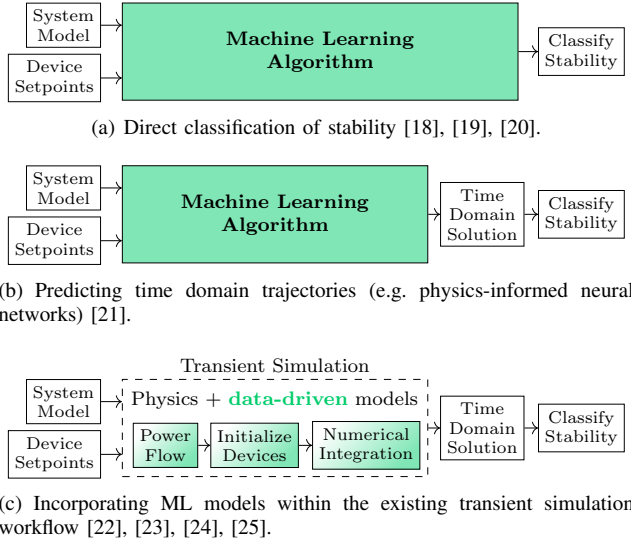 System
Model
Device
Setpoints
Machine Learning
Algorithm
Classify
Stability
(a) Direct classification of stability [18], [19], [20].
System
Model
Device
Setpoints
Machine Learning
Algorithm
Time
Domain
Solution
Classify
Stability
(b) Predicting time domain trajectories (e.g. physics-informed neural
networks) [21].
Transient Simulation
System
Model
Device
Setpoints
Physics + data-driven models
Power
Flow
Initialize
Devices
Numerical
Integration
Time
Domain
Solution
Classify
Stability
(c) Incorporating ML models within the existing transient simulation
workflow [22], [23], [24], [25].